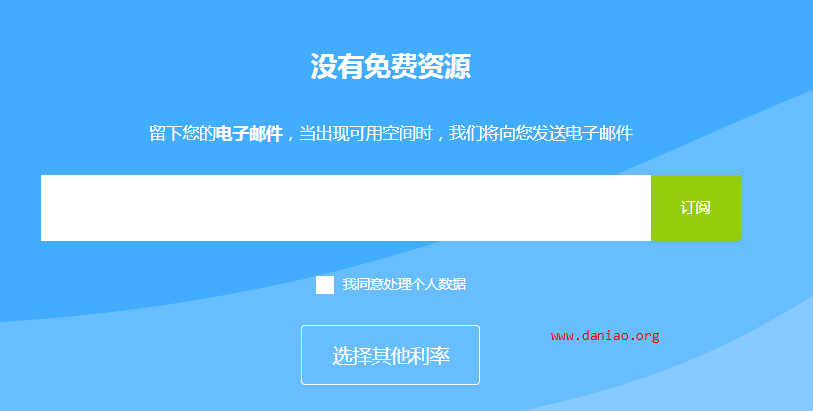 没有免费资源
留下您的电子邮件，当出现可用空间时，我们将向您发送电子邮件
订阅
我同意处理个人数据
www.daniao.org
选择其他利率